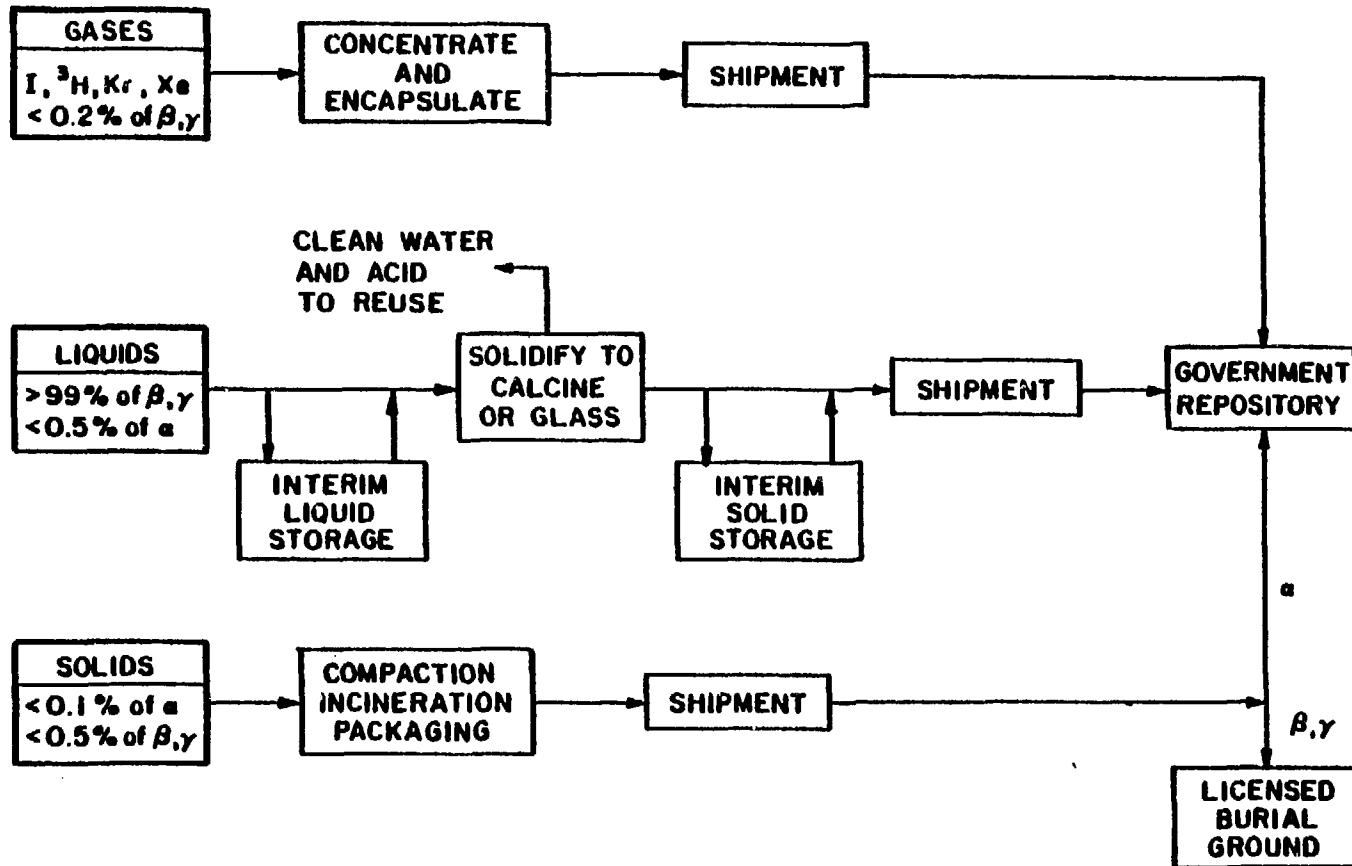 GASES
I, ³H, Kr, Xe
<0.2% of β,γ
CONCENTRATE
AND
ENCAPSULATE
SHIPMENT
CLEAN WATER
AND ACID
TO REUSE
LIQUIDS
>99% of β,γ
<0.5% of α
SOLIDIFY TO
CALCINE
OR GLASS
SHIPMENT
GOVERNMENT
REPOSITORY
INTERIM
LIQUID
STORAGE
INTERIM
SOLID
STORAGE
α
SOLIDS
<0.1% of α
<0.5% of β,γ
COMPACTION
INCINERATION
PACKAGING
SHIPMENT
β,γ
LICENSED
BURIAL
GROUND